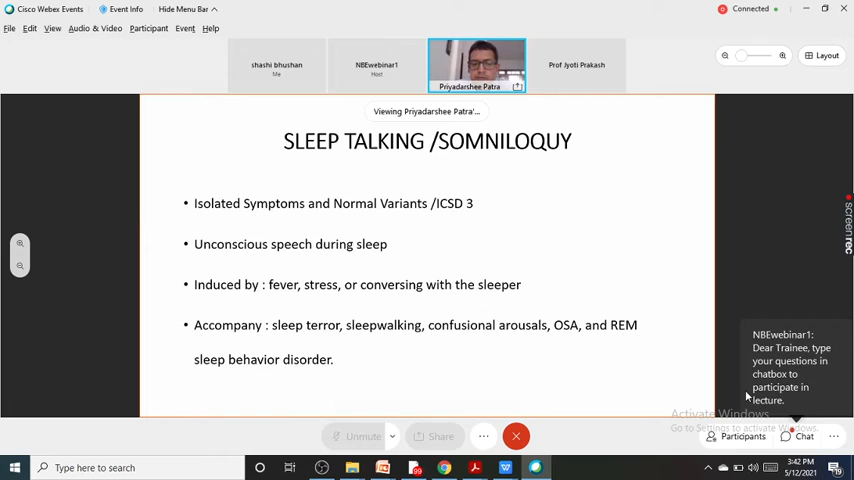 Cisco Webex Events
Event Info
Hide Menu Bar
Connected
File Edit View Audio & Video Participant Event Help
shashi bhushan
Me
NBEwebinar1
Host
Priyadarshee Patra
Prof Jyoti Prakash
Layout
Viewing Priyadarshee Patra'...
SLEEP TALKING /SOMNILOQUY
• Isolated Symptoms and Normal Variants /ICSD 3
• Unconscious speech during sleep
• Induced by : fever, stress, or conversing with the sleeper
• Accompany : sleep terror, sleepwalking, confusional arousals, OSA, and REM
sleep behavior disorder.
screenrec
NBEwebinar1:
Dear Trainee, type
your questions in
chatbox to
participate in
lecture.
Activate Windows
Go to Settings to activate Windows.
Unmute
Share
Participants
Chat
Type here to search
99
3:42 PM
5/12/2021
19